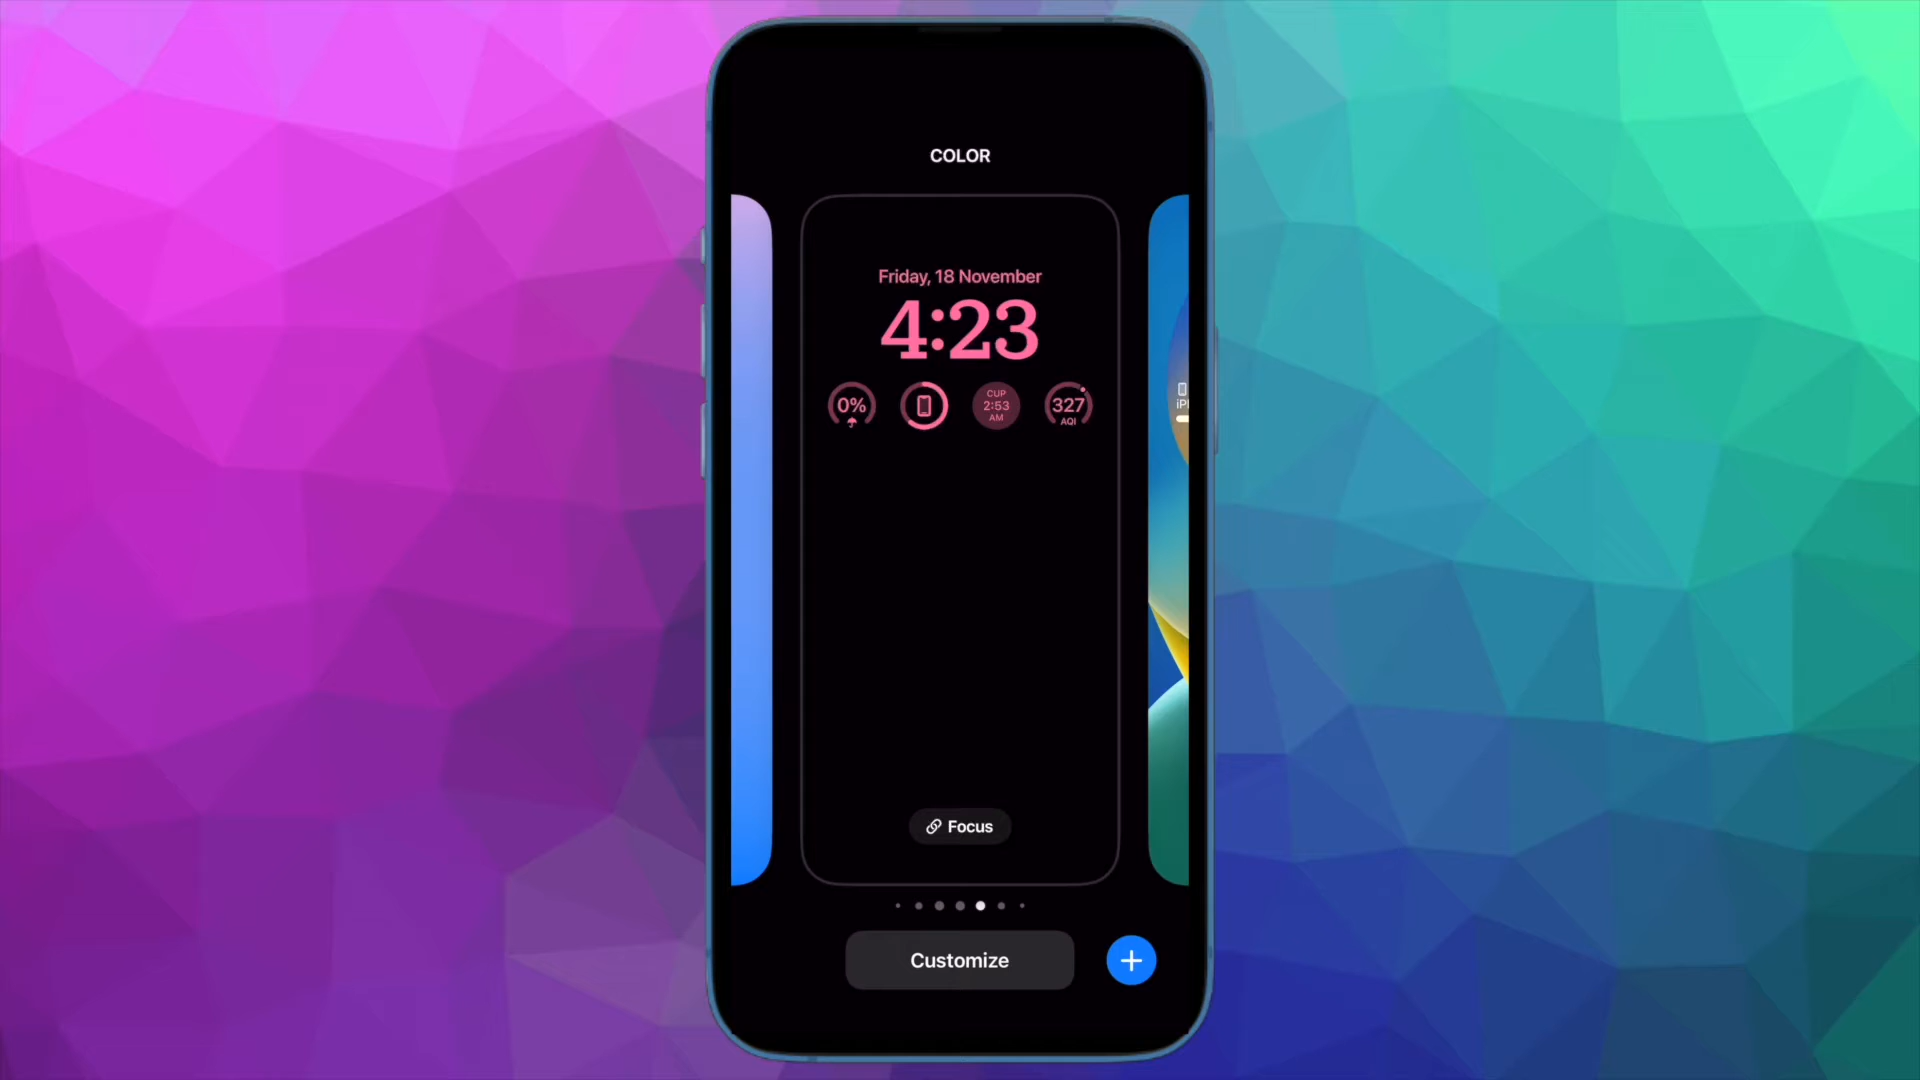 COLOR
Friday, 18 November
4:23
0%
CUP
2:53
AM
327
AQI
Focus
Customize